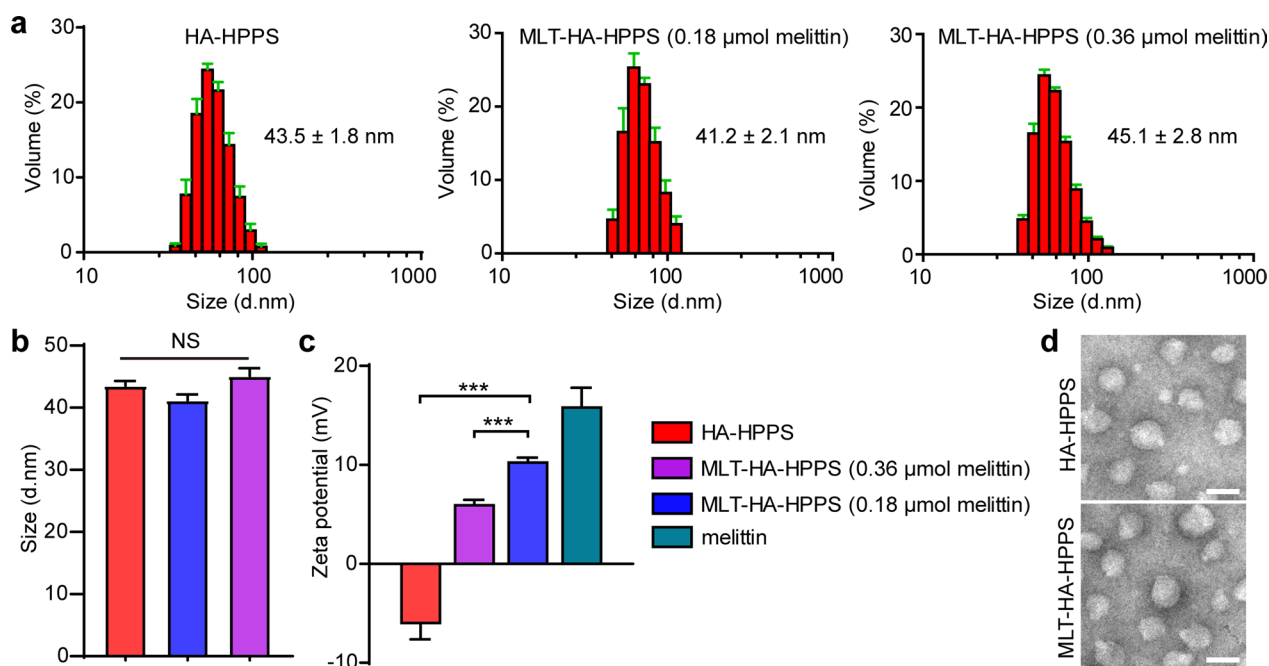 a
HA-HPPS
30
20
10
0
Volume (%)
43.5 ± 1.8 nm
10 100 1000
Size (d.nm)
MLT-HA-HPPS (0.18 µmol melittin)
30
20
10
0
Volume (%)
41.2 ± 2.1 nm
10 100 1000
Size (d.nm)
MLT-HA-HPPS (0.36 µmol melittin)
30
20
10
0
Volume (%)
45.1 ± 2.8 nm
10 100 1000
Size (d.nm)
b
NS
50
40
30
20
10
0
Size (d.nm)
c
20
10
0
-10
Zeta potential (mV)
***
***
HA-HPPS
MLT-HA-HPPS (0.36 µmol melittin)
MLT-HA-HPPS (0.18 µmol melittin)
melittin
d
HA-HPPS
MLT-HA-HPPS